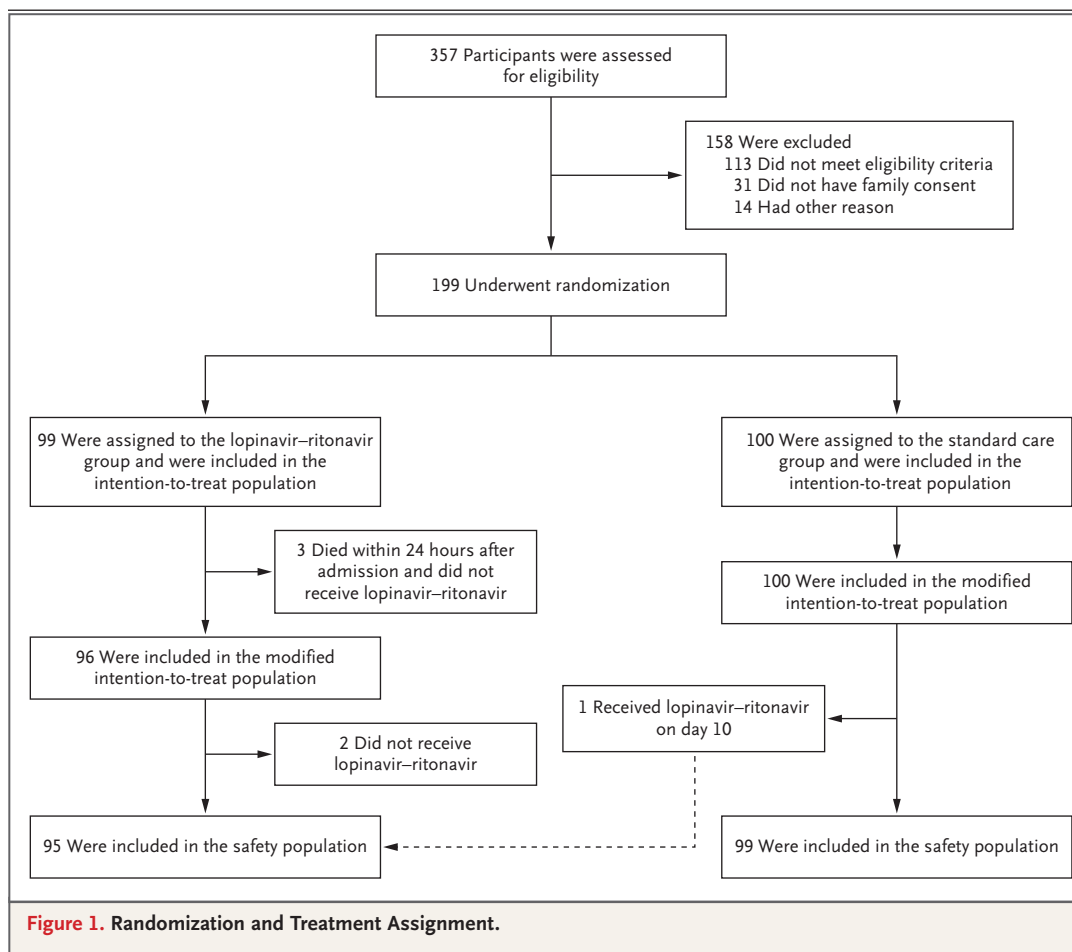 357 Participants were assessed
for eligibility
158 Were excluded
113 Did not meet eligibility criteria
31 Did not have family consent
14 Had other reason
199 Underwent randomization
99 Were assigned to the lopinavir–ritonavir
group and were included in the
intention-to-treat population
100 Were assigned to the standard care
group and were included in the
intention-to-treat population
3 Died within 24 hours after
admission and did not
receive lopinavir–ritonavir
100 Were included in the modified
intention-to-treat population
96 Were included in the modified
intention-to-treat population
1 Received lopinavir–ritonavir
on day 10
2 Did not receive
lopinavir–ritonavir
95 Were included in the safety population
99 Were included in the safety population
Figure 1. Randomization and Treatment Assignment.